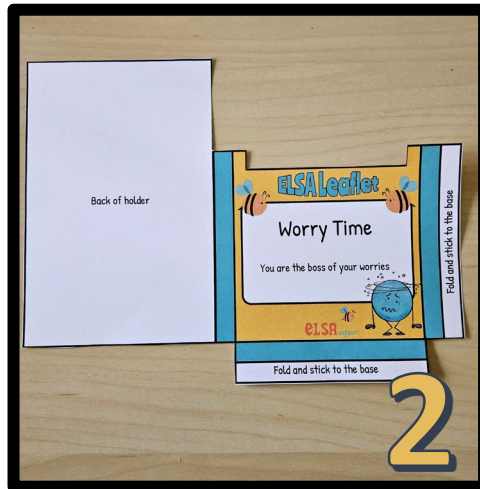 Back of holder
ELSA Leaflet
Worry Time
You are the boss of your worries
ELSA support
Fold and stick to the base
Fold and stick to the base
2